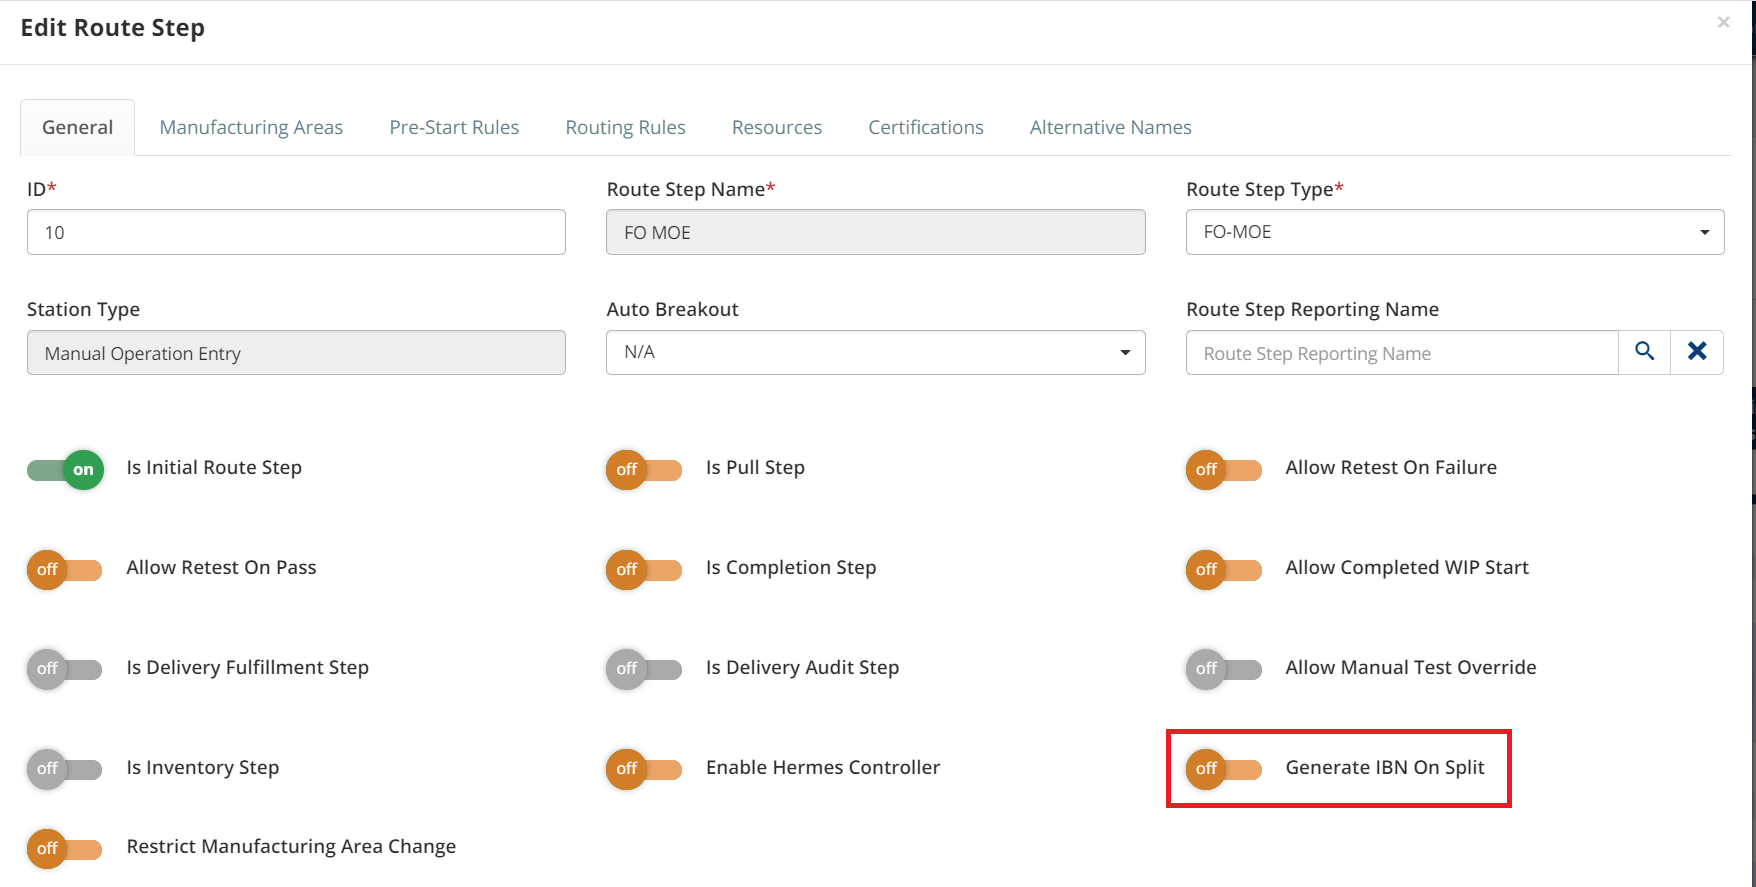 Edit Route Step
×
General Manufacturing Areas Pre-Start Rules Routing Rules Resources Certifications Alternative Names
ID* Route Step Name* Route Step Type*
10 FO MOE FO-MOE
Station Type Auto Breakout Route Step Reporting Name
Manual Operation Entry N/A Route Step Reporting Name
on Is Initial Route Step off Is Pull Step off Allow Retest On Failure
off Allow Retest On Pass off Is Completion Step off Allow Completed WIP Start
off Is Delivery Fulfillment Step off Is Delivery Audit Step off Allow Manual Test Override
off Is Inventory Step off Enable Hermes Controller off Generate IBN On Split
off Restrict Manufacturing Area Change